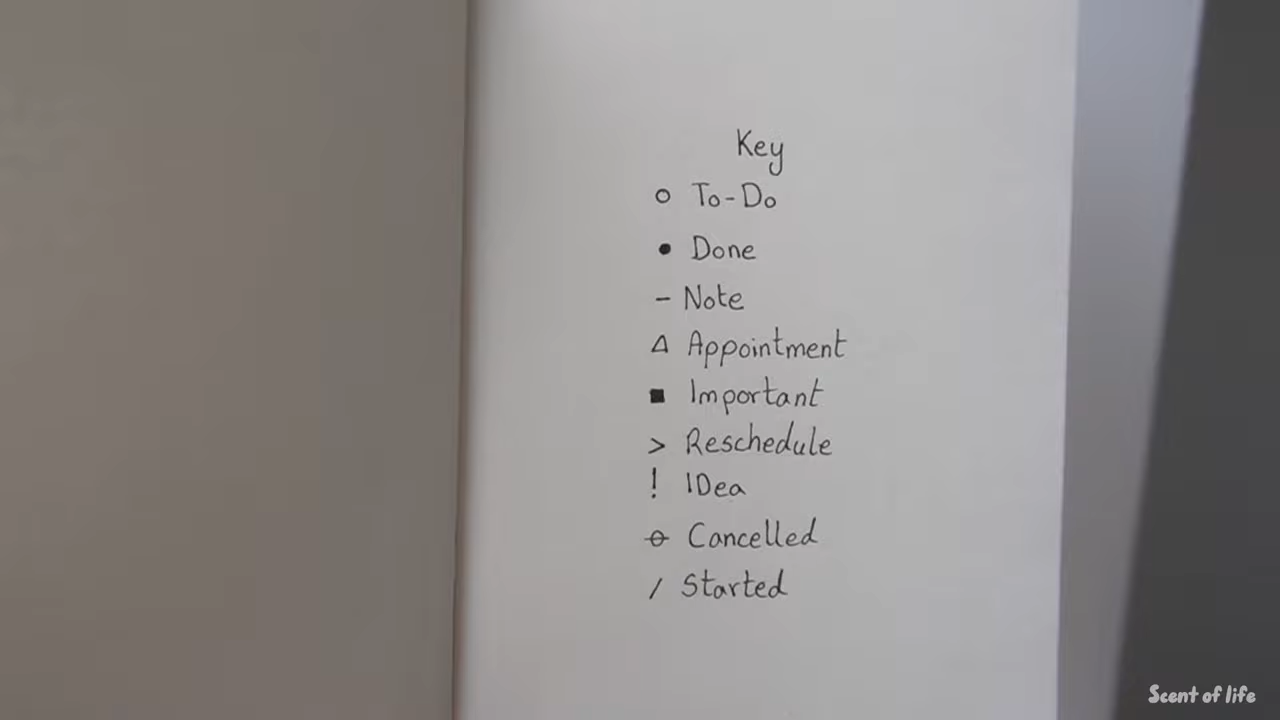 Key
○ To-Do
● Done
– Note
△ Appointment
■ Important
> Reschedule
! IDea
⦵ Cancelled
/ Started
Scent of life